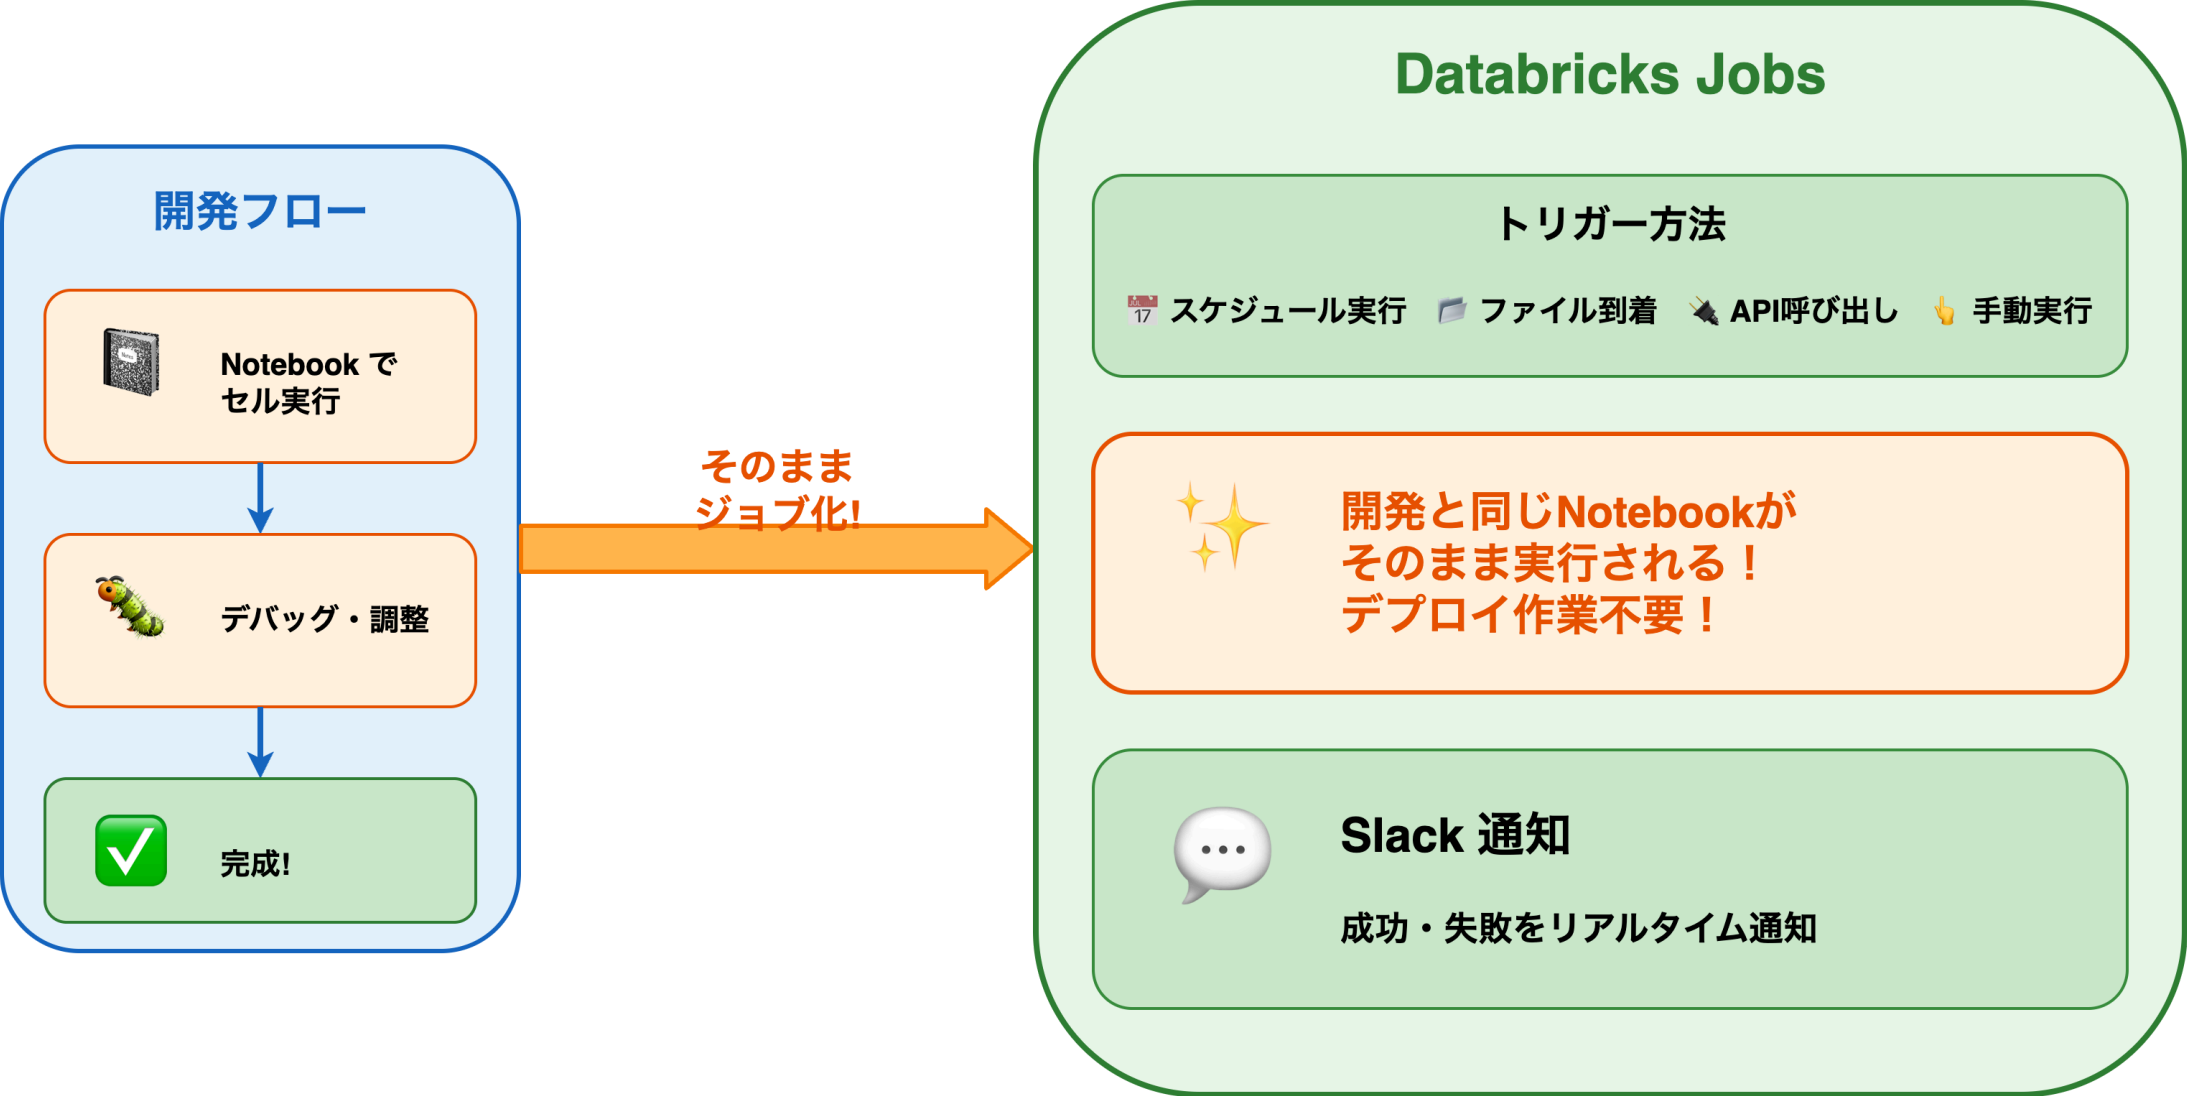 開発フロー
Notebook で
セル実行
デバッグ・調整
完成!
そのまま
ジョブ化!
Databricks Jobs
トリガー方法
スケジュール実行 ファイル到着 API呼び出し 手動実行
開発と同じNotebookが
そのまま実行される！
デプロイ作業不要！
Slack 通知
成功・失敗をリアルタイム通知